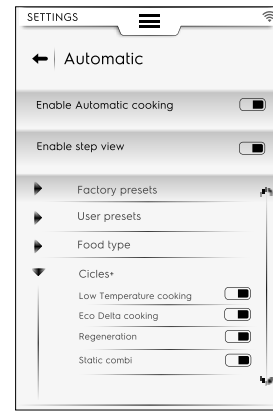 SETTINGS
Automatic
Enable Automatic cooking
Enable step view
Factory presets
User presets
Food type
Cicles+
Low Temperature cooking
Eco Delta cooking
Regeneration
Static combi